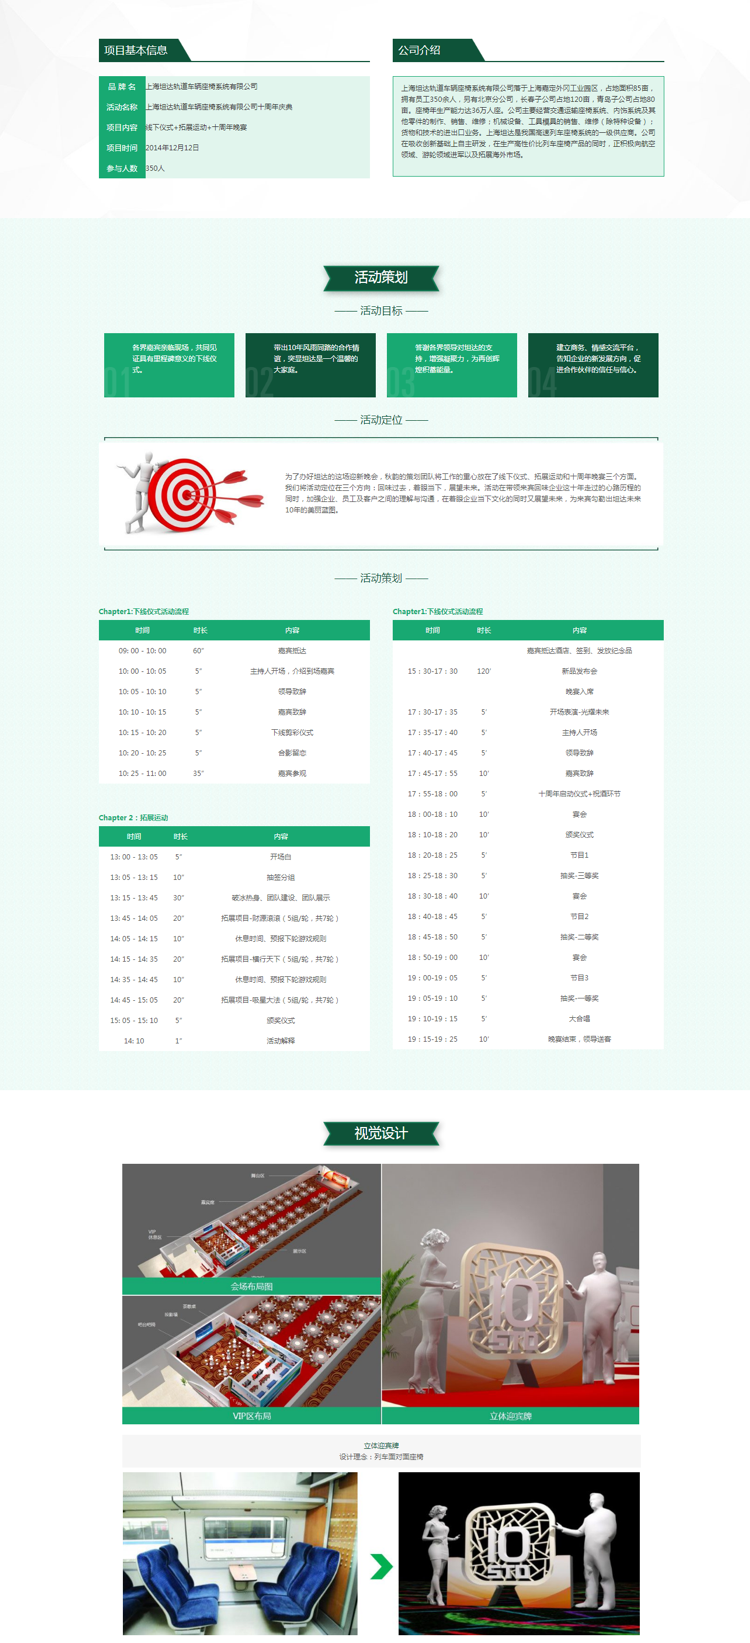 项目基本信息
品 牌 名 上海坦达轨道车辆座椅系统有限公司
活动名称 上海坦达轨道车辆座椅系统有限公司十周年庆典
项目内容 线下仪式+拓展运动+十周年晚宴
项目时间 2014年12月12日
参与人数 350人
公司介绍
上海坦达轨道车辆座椅系统有限公司落于上海嘉定外冈工业园区，占地面积85亩，
拥有员工350余人，另有北京分公司，长春子公司占地120亩，青岛子公司占地80
亩。座椅年生产能力达36万人座。公司主要经营交通运输座椅系统、内饰系统及其
他零件的制作、销售、维修；机械设备、工具模具的销售、维修（除特种设备）；
货物和技术的进出口业务。上海坦达是我国高速列车座椅系统的一级供应商。公司
在吸收创新基础上自主研发，在生产高性价比列车座椅产品的同时，正积极向航空
领域、游轮领域进军以及拓展海外市场。
活动策划
—— 活动目标 ——
01
各界嘉宾亲临现场，共同见
证具有里程碑意义的下线仪
式。
02
带出10年风雨同路的合作情
谊，突显坦达是一个温馨的
大家庭。
03
答谢各界领导对坦达的支
持，增强凝聚力，为再创辉
煌积蓄能量。
04
建立商务、情感交流平台，
告知企业的新发展方向，促
进合作伙伴的信任与信心。
—— 活动定位 ——
为了办好坦达的这场迎新晚会，秋韵的策划团队将工作的重心放在了线下仪式、拓展运动和十周年晚宴三个方面。
我们将活动定位在三个方向：回味过去，着眼当下，展望未来。活动在带领来宾回味企业这十年走过的心路历程的
同时，加强企业、员工及客户之间的理解与沟通，在着眼企业当下文化的同时又展望未来，为来宾勾勒出坦达未来
10年的美丽蓝图。
—— 活动策划 ——
Chapter1:下线仪式活动流程
时间 时长 内容
09: 00 - 10: 00 60" 嘉宾抵达
10: 00 - 10: 05 5" 主持人开场，介绍到场嘉宾
10: 05 - 10: 10 5" 领导致辞
10: 10 - 10: 15 5" 嘉宾致辞
10: 15 - 10: 20 5" 下线剪彩仪式
10: 20 - 10: 25 5" 合影留念
10: 25 - 11: 00 35" 嘉宾参观
Chapter 2：拓展运动
时间 时长 内容
13: 00 - 13: 05 5" 开场白
13: 05 - 13: 15 10" 抽签分组
13: 15 - 13: 45 30" 破冰热身、团队建设、团队展示
13: 45 - 14: 05 20" 拓展项目-财源滚滚（5组/轮，共7轮）
14: 05 - 14: 15 10" 休息时间、预报下轮游戏规则
14: 15 - 14: 35 20" 拓展项目-横行天下（5组/轮，共7轮）
14: 35 - 14: 45 10" 休息时间、预报下轮游戏规则
14: 45 - 15: 05 20" 拓展项目-吸量大法（5组/轮，共7轮）
15: 05 - 15: 10 5" 颁奖仪式
14: 10 1" 活动解释
Chapter1:下线仪式活动流程
时间 时长 内容
嘉宾抵达酒店、签到、发放纪念品
15：30-17：30 120' 新品发布会
晚宴入席
17：30-17：35 5' 开场表演-光耀未来
17：35-17：40 5' 主持人开场
17：40-17：45 5' 领导致辞
17：45-17：55 10' 嘉宾致辞
17：55-18：00 5' 十周年启动仪式+祝酒环节
18：00-18：10 10' 宴会
18：10-18：20 10' 颁奖仪式
18：20-18：25 5' 节目1
18：25-18：30 5' 抽奖-三等奖
18：30-18：40 10' 宴会
18：40-18：45 5' 节目2
18：45-18：50 5' 抽奖-二等奖
18：50-19：00 10' 宴会
19：00-19：05 5' 节目3
19：05-19：10 5' 抽奖-一等奖
19：10-19：15 5' 大合唱
19：15-19：25 10' 晚宴结束，领导送客
视觉设计
VIP
会场布局图
VIP区布局
10
STD
立体迎宾牌
立体迎宾牌
设计理念：列车面对面座椅
10
STD